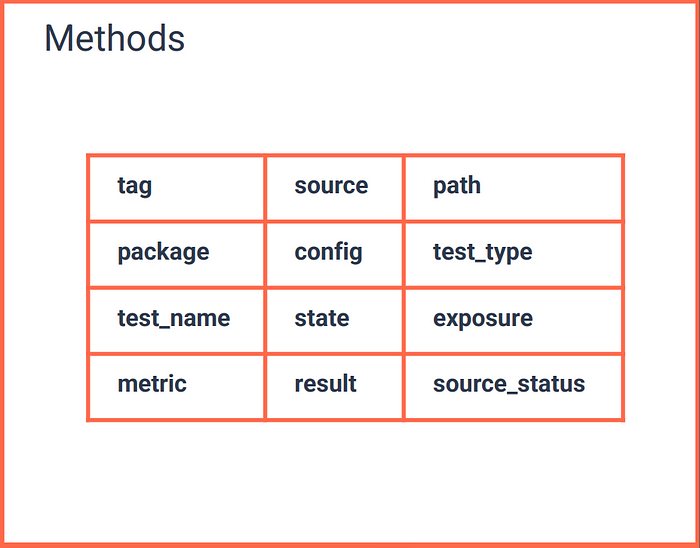 Methods
tag source path
package config test_type
test_name state exposure
metric result source_status